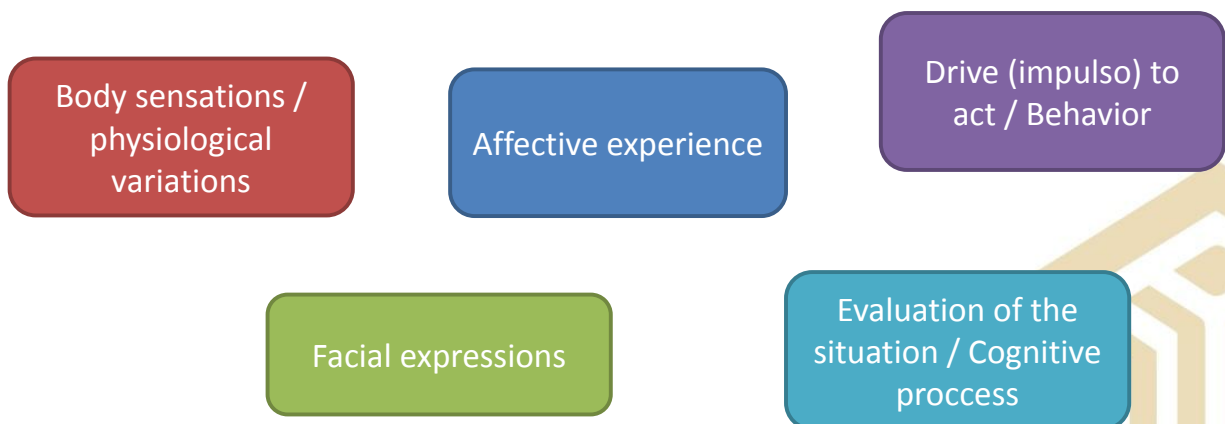 Body sensations /
physiological
variations
Affective experience
Drive (impulso) to
act / Behavior
Facial expressions
Evaluation of the
situation / Cognitive
proccess